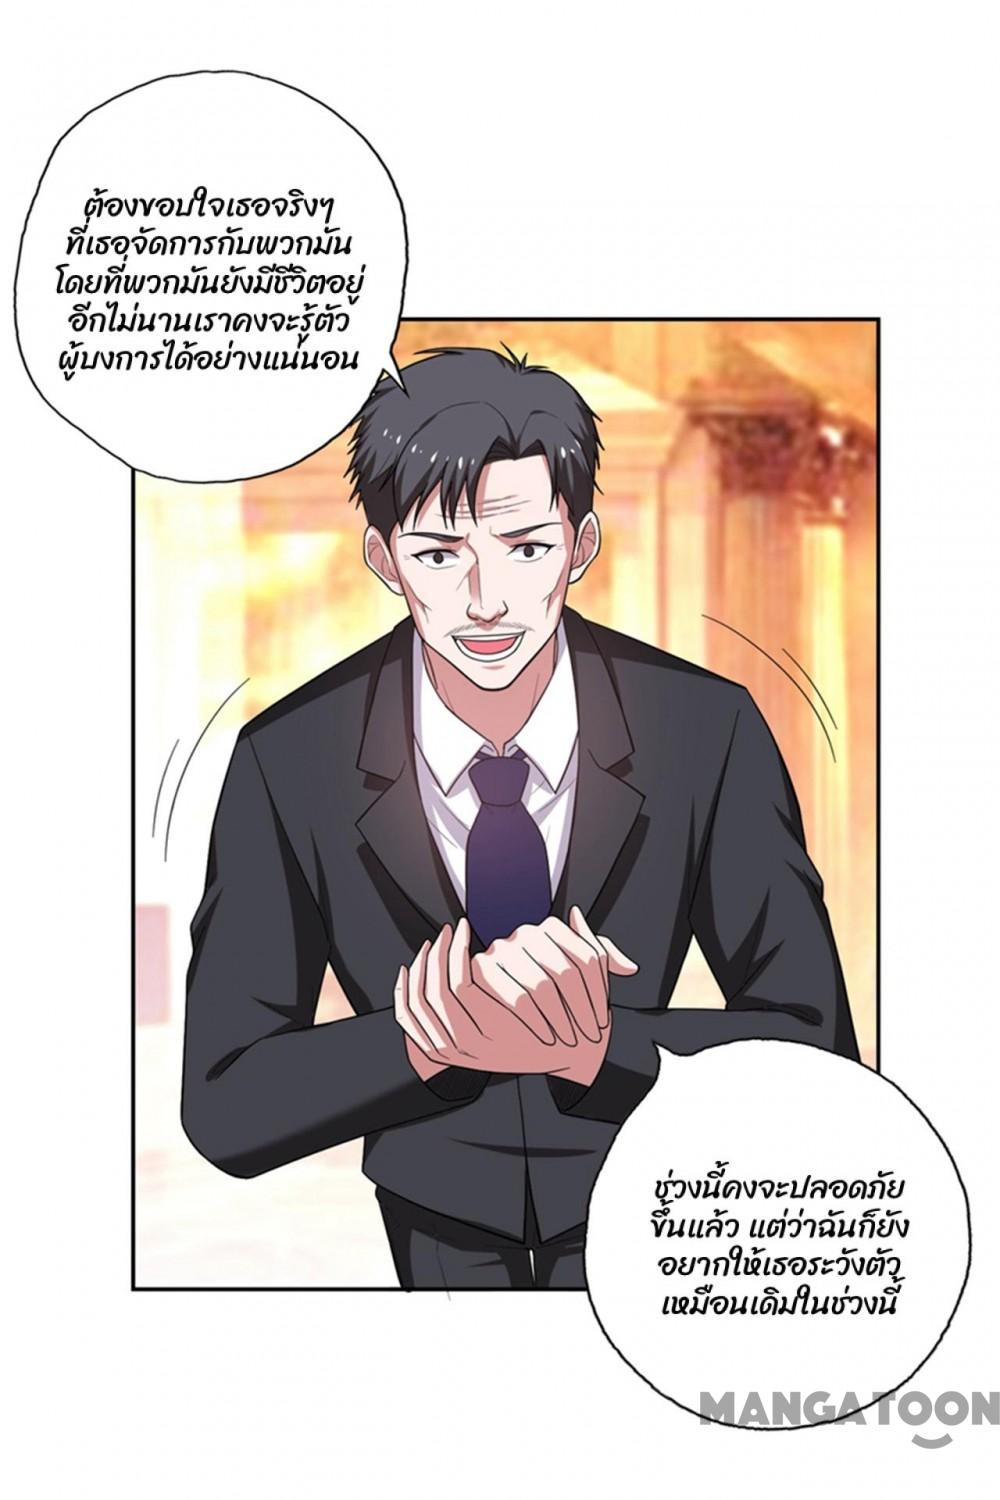 ต้องขอบใจเธอจริงๆ
ที่เธอจัดการกับพวกมัน
โดยที่พวกมันยังมีชีวิตอยู่
อีกไม่นานเราคงจะรู้ตัว
ผู้บงการได้อย่างแน่นอน
ช่วงนี้คงจะปลอดภัย
ขึ้นแล้ว แต่ว่าฉันก็ยัง
อยากให้เธอระวังตัว
เหมือนเดิมในช่วงนี้
MANGATOON